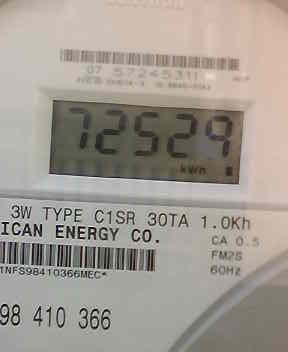 07 57245311
72529
kwh
3W TYPE C1SR 30TA 1.0Kh
ICAN ENERGY CO.
CA 0.5
FM2S
60Hz
1NFS98410366MEC*
98 410 366